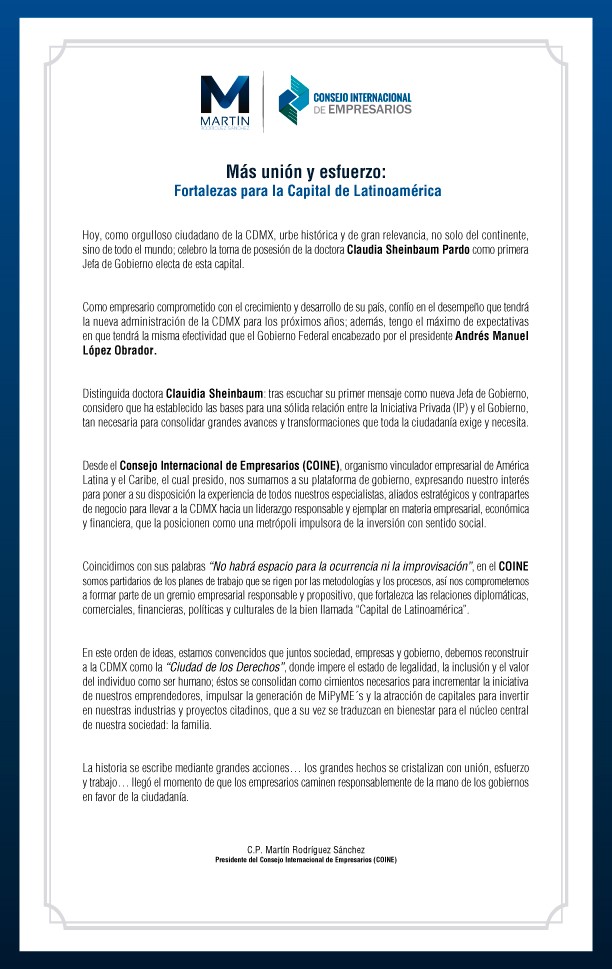 M
MARTÍN
RODRÍGUEZ SÁNCHEZ
CONSEJO INTERNACIONAL
DE EMPRESARIOS
Más unión y esfuerzo:
Fortalezas para la Capital de Latinoamérica
Hoy, como orgulloso ciudadano de la CDMX, urbe histórica y de gran relevancia, no solo del continente,
sino de todo el mundo; celebro la toma de posesión de la doctora Claudia Sheinbaum Pardo como primera
Jefa de Gobierno electa de esta capital.
Como empresario comprometido con el crecimiento y desarrollo de su país, confío en el desempeño que tendrá
la nueva administración de la CDMX para los próximos años; además, tengo el máximo de expectativas
en que tendrá la misma efectividad que el Gobierno Federal encabezado por el presidente Andrés Manuel
López Obrador.
Distinguida doctora Clauidia Sheinbaum: tras escuchar su primer mensaje como nueva Jefa de Gobierno,
considero que ha establecido las bases para una sólida relación entre la Iniciativa Privada (IP) y el Gobierno,
tan necesaria para consolidar grandes avances y transformaciones que toda la ciudadanía exige y necesita.
Desde el Consejo Internacional de Empresarios (COINE), organismo vinculador empresarial de América
Latina y el Caribe, el cual presido, nos sumamos a su plataforma de gobierno, expresando nuestro interés
para poner a su disposición la experiencia de todos nuestros especialistas, aliados estratégicos y contrapartes
de negocio para llevar a la CDMX hacia un liderazgo responsable y ejemplar en materia empresarial, económica
y financiera, que la posicionen como una metrópoli impulsora de la inversión con sentido social.
Coincidimos con sus palabras “No habrá espacio para la ocurrencia ni la improvisación”, en el COINE
somos partidarios de los planes de trabajo que se rigen por las metodologías y los procesos, así nos comprometemos
a formar parte de un gremio empresarial responsable y propositivo, que fortalezca las relaciones diplomáticas,
comerciales, financieras, políticas y culturales de la bien llamada “Capital de Latinoamérica”.
En este orden de ideas, estamos convencidos que juntos sociedad, empresas y gobierno, debemos reconstruir
a la CDMX como la “Ciudad de los Derechos”, donde impere el estado de legalidad, la inclusión y el valor
del individuo como ser humano; éstos se consolidan como cimientos necesarios para incrementar la iniciativa
de nuestros emprendedores, impulsar la generación de MiPyME´s y la atracción de capitales para invertir
en nuestras industrias y proyectos citadinos, que a su vez se traduzcan en bienestar para el núcleo central
de nuestra sociedad: la familia.
La historia se escribe mediante grandes acciones… los grandes hechos se cristalizan con unión, esfuerzo
y trabajo… llegó el momento de que los empresarios caminen responsablemente de la mano de los gobiernos
en favor de la ciudadanía.
C.P. Martín Rodríguez Sánchez
Presidente del Consejo Internacional de Empresarios (COINE)